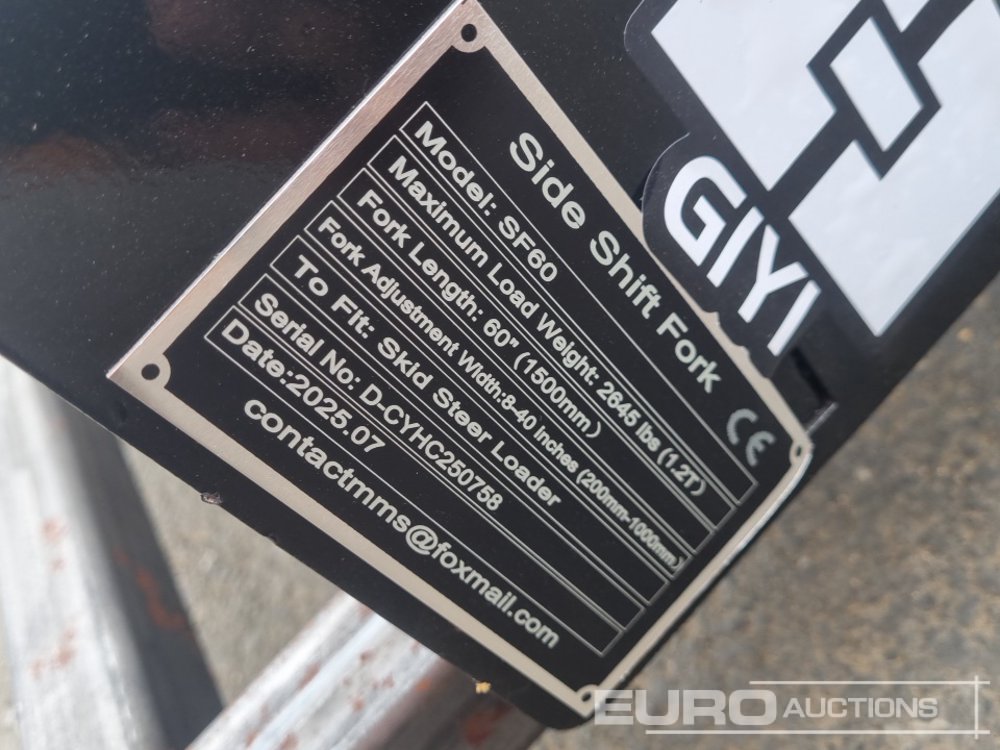 Side Shift Fork
Model: SF60
Maximum Load Weight: 2645 lbs (1.2T)
Fork Length: 60" (1500mm)
Fork Adjustment Width:8-40 Inches (200mm-1000mm)
To Fit: Skid Steer Loader
Serial No: D-CYHC250758
Date:2025.07
contactmms@foxmail.com
CE
GIYI
EURO AUCTIONS